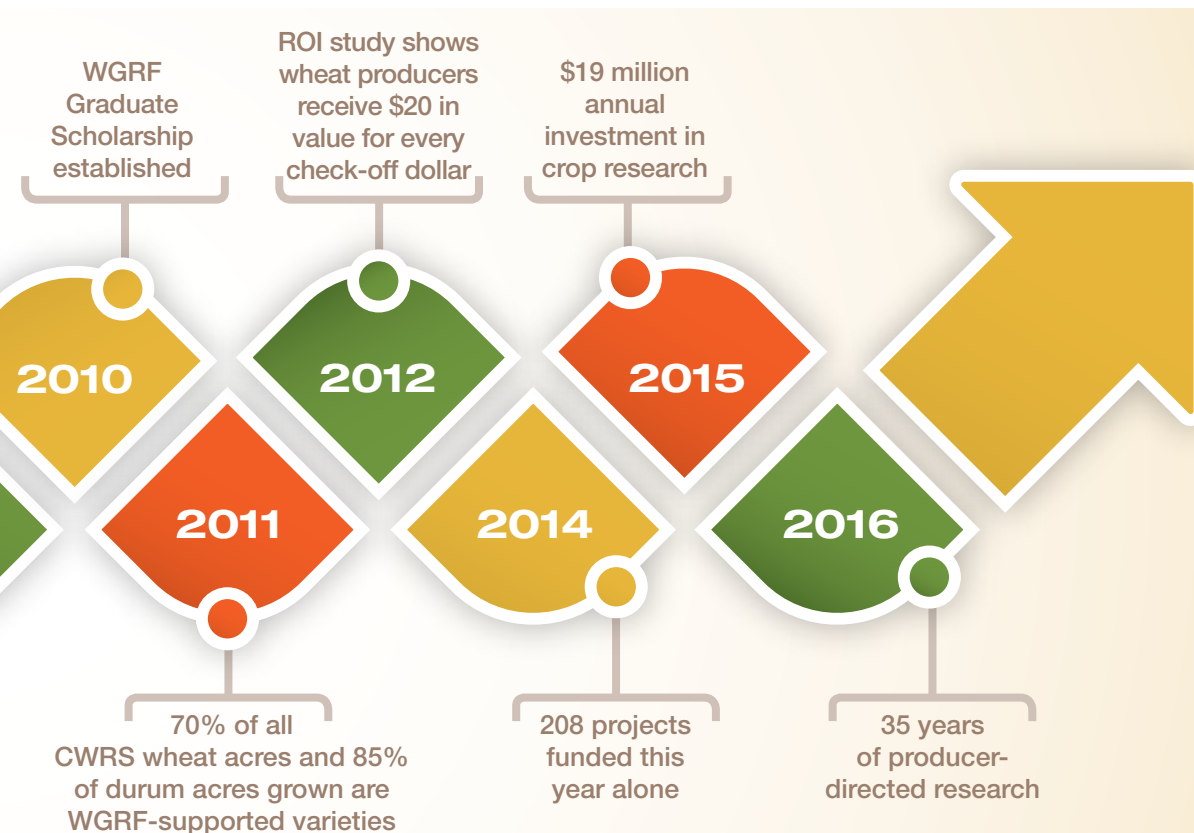 WGRF
Graduate
Scholarship
established
ROI study shows
wheat producers
receive $20 in
value for every
check-off dollar
$19 million
annual
investment in
crop research
2010
2012
2015
2011
2014
2016
70% of all
CWRS wheat acres and 85%
of durum acres grown are
WGRF-supported varieties
208 projects
funded this
year alone
35 years
of producer-
directed research